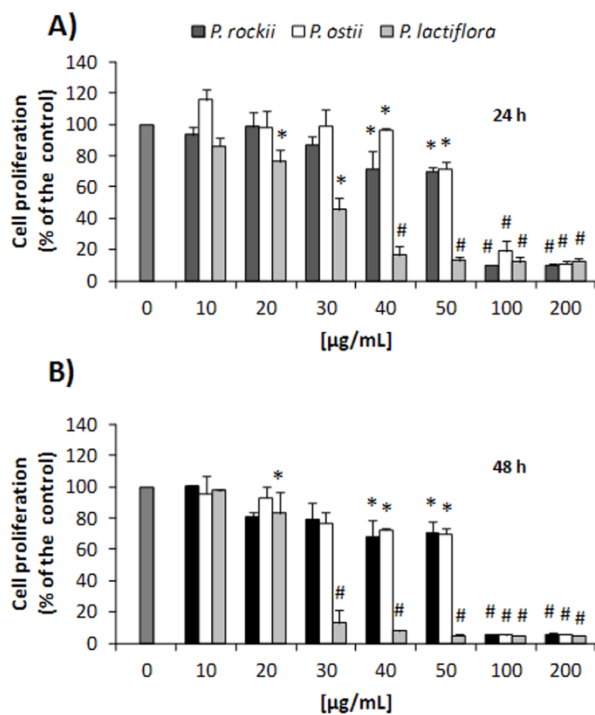 A)
P. rockii P. ostii P. lactiflora
24 h
Cell proliferation
(% of the control)
140
120
100
80
60
40
20
0
* * * * * * # # # # # # # #
0 10 20 30 40 50 100 200
[µg/mL]
B)
48 h
Cell proliferation
(% of the control)
140
120
100
80
60
40
20
0
* # * * # * * # # # # # # #
0 10 20 30 40 50 100 200
[µg/mL]